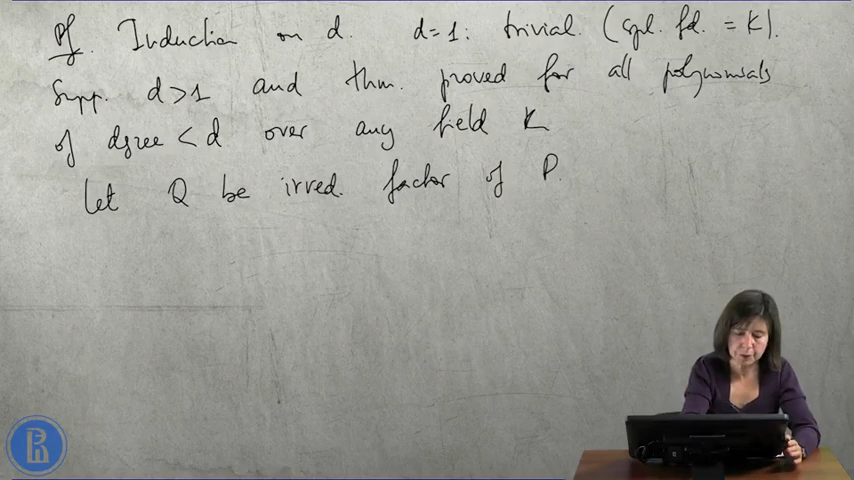 Pf. Induction on d. d=1: trivial. (spl. fd. = K).
Supp. d>1 and thm. proved for all polynomials
of degree <d over any field K
Let Q be irred. factor of P.